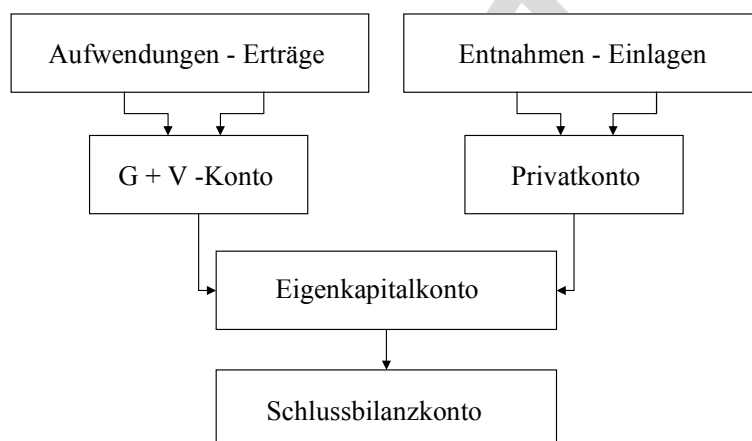 Aufwendungen - Erträge
Entnahmen - Einlagen
G + V -Konto
Privatkonto
Eigenkapitalkonto
Schlussbilanzkonto